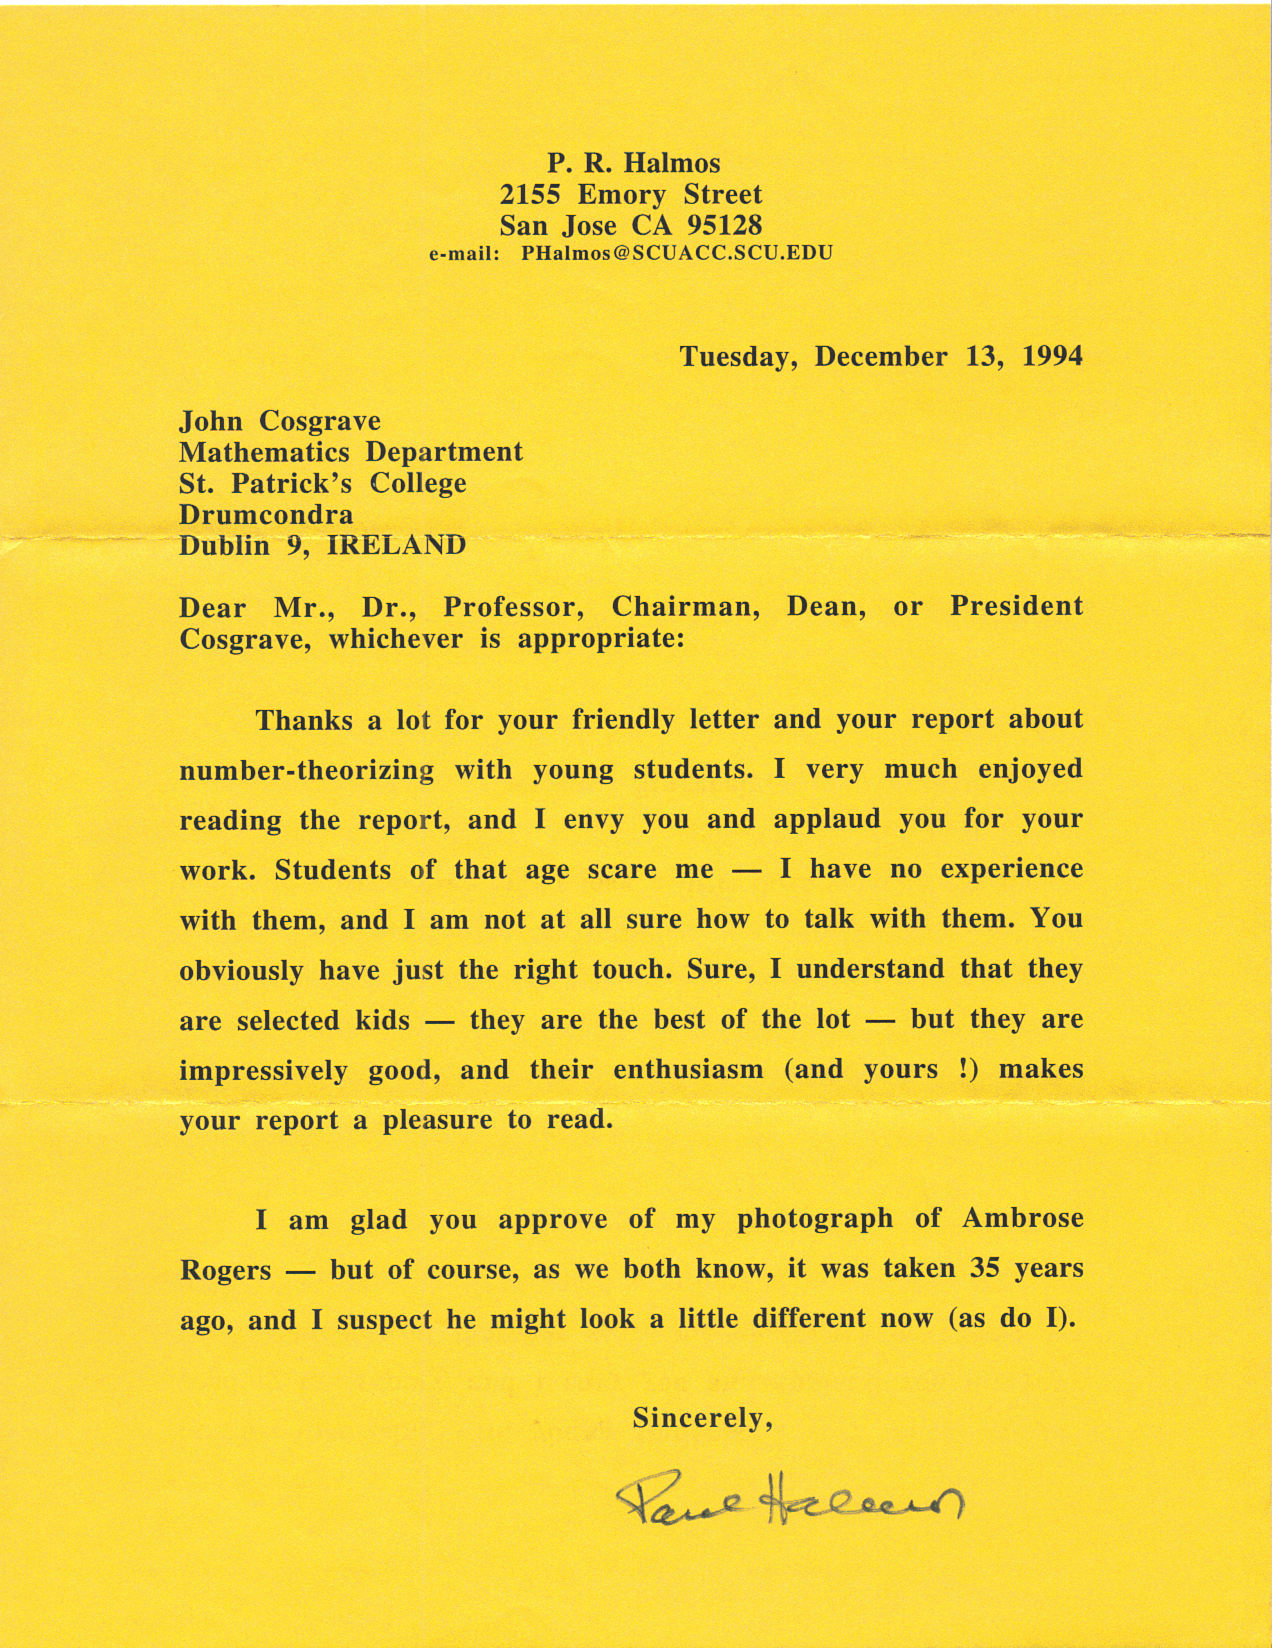 P. R. Halmos
2155 Emory Street
San Jose CA 95128
e-mail: PHalmos@SCUACC.SCU.EDU
Tuesday, December 13, 1994
John Cosgrave
Mathematics Department
St. Patrick's College
Drumcondra
Dublin 9, IRELAND
Dear Mr., Dr., Professor, Chairman, Dean, or President
Cosgrave, whichever is appropriate:
Thanks a lot for your friendly letter and your report about
number-theorizing with young students. I very much enjoyed
reading the report, and I envy you and applaud you for your
work. Students of that age scare me — I have no experience
with them, and I am not at all sure how to talk with them. You
obviously have just the right touch. Sure, I understand that they
are selected kids — they are the best of the lot — but they are
impressively good, and their enthusiasm (and yours !) makes
your report a pleasure to read.
I am glad you approve of my photograph of Ambrose
Rogers — but of course, as we both know, it was taken 35 years
ago, and I suspect he might look a little different now (as do I).
Sincerely,
Paul Halmos